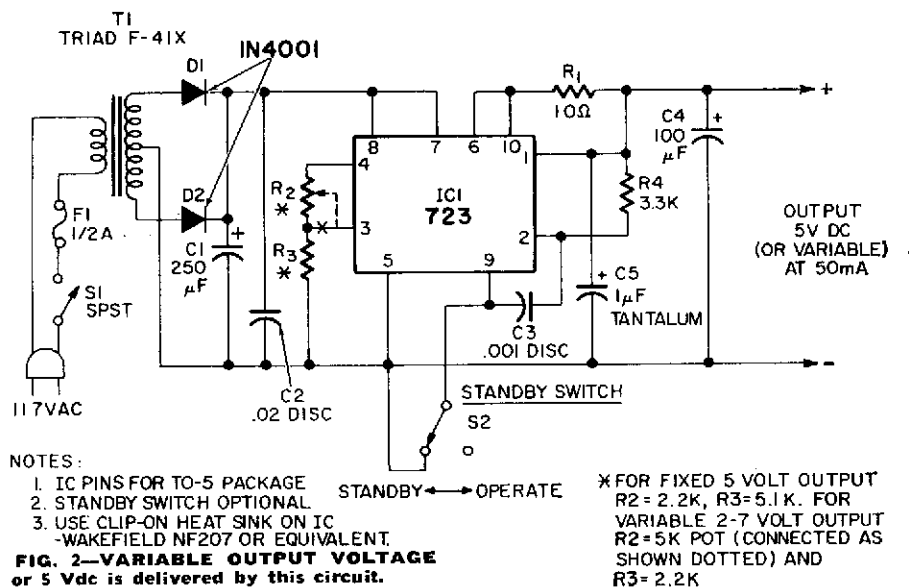 T1
TRIAD F-41X
D1
1N4001
D2
F1
1/2A
S1
SPST
117VAC
C1
250
µF
C2
.02 DISC
R2
*
R3
*
*
8
7
6
10
4
3
5
9
1
2
IC1
723
R1
10Ω
R4
3.3K
C4
100
µF
+
+
+
+
-
C5
1µF
TANTALUM
C3
.001 DISC
OUTPUT
5V DC
(OR VARIABLE)
AT 50mA
STANDBY SWITCH
S2
STANDBY OPERATE
NOTES:
1. IC PINS FOR TO-5 PACKAGE
2. STANDBY SWITCH OPTIONAL
3. USE CLIP-ON HEAT SINK ON IC
-WAKEFIELD NF207 OR EQUIVALENT.
FIG. 2—VARIABLE OUTPUT VOLTAGE
or 5 Vdc is delivered by this circuit.
* FOR FIXED 5 VOLT OUTPUT
R2=2.2K, R3=5.1K. FOR
VARIABLE 2-7 VOLT OUTPUT
R2=5K POT (CONNECTED AS
SHOWN DOTTED) AND
R3=2.2K